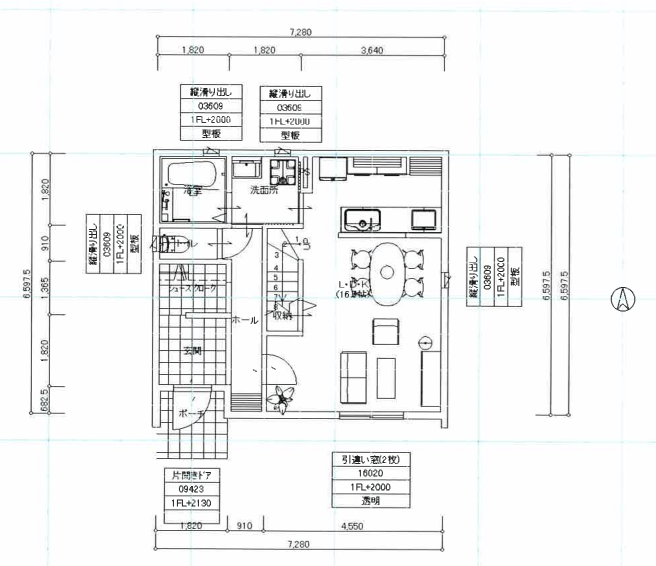 7,280
1,820
1,820
3,640
縦滑り出し
03609
1FL+2000
型板
縦滑り出し
03609
1FL+2000
型板
6,597.5
1,820
910
1,365
1,820
682.5
縦滑り出し
03609
1FL+2000
型板
浴室
洗面所
トイレ
シューズクローク
玄関
ポーチ
ホール
収納
3
4
5
6
7
L・D・K
縦滑り出し
03609
1FL+2000
型板
6,597.5
6,597.5
片開きドア
09423
1FL+2130
引違い窓(2枚)
16020
1FL+2000
透明
1,820
910
4,550
7,280